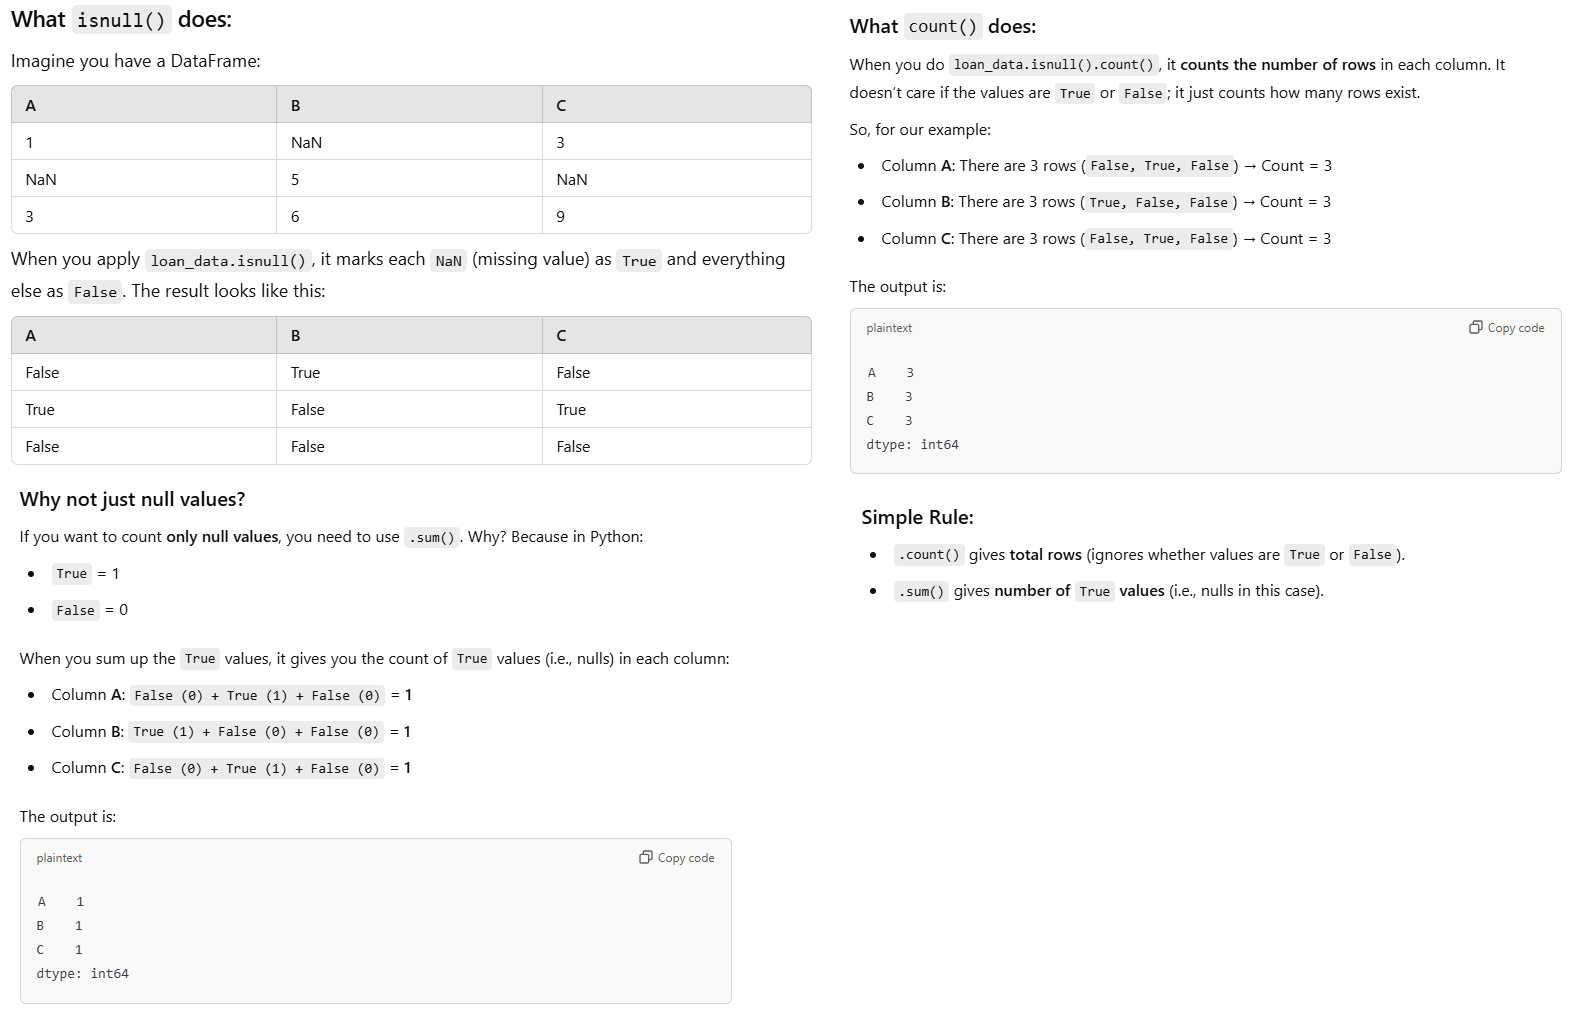 What isnull() does:
Imagine you have a DataFrame:
A B C
1 NaN 3
NaN 5 NaN
3 6 9
When you apply loan_data.isnull(), it marks each NaN (missing value) as True and everything
else as False. The result looks like this:
A B C
False True False
True False True
False False False
Why not just null values?
If you want to count only null values, you need to use .sum(). Why? Because in Python:
• True = 1
• False = 0
When you sum up the True values, it gives you the count of True values (i.e., nulls) in each column:
• Column A: False (0) + True (1) + False (0) = 1
• Column B: True (1) + False (0) + False (0) = 1
• Column C: False (0) + True (1) + False (0) = 1
The output is:
plaintext Copy code
A 1
B 1
C 1
dtype: int64
What count() does:
When you do loan_data.isnull().count(), it counts the number of rows in each column. It
doesn't care if the values are True or False; it just counts how many rows exist.
So, for our example:
• Column A: There are 3 rows (False, True, False) → Count = 3
• Column B: There are 3 rows (True, False, False) → Count = 3
• Column C: There are 3 rows (False, True, False) → Count = 3
The output is:
plaintext Copy code
A 3
B 3
C 3
dtype: int64
Simple Rule:
• .count() gives total rows (ignores whether values are True or False).
• .sum() gives number of True values (i.e., nulls in this case).